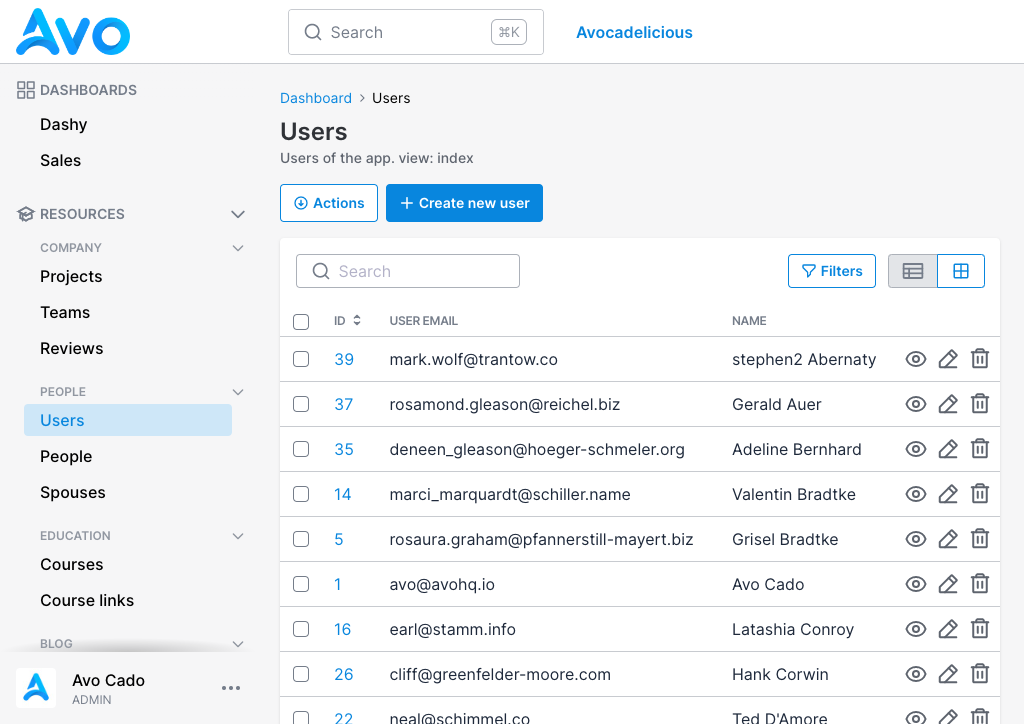 Avo
Search ⌘K
Avocadelicious
DASHBOARDS
Dashy
Sales
RESOURCES
COMPANY
Projects
Teams
Reviews
PEOPLE
Users
People
Spouses
EDUCATION
Courses
Course links
BLOG
Avo Cado
ADMIN
Dashboard > Users
Users
Users of the app. view: index
Actions
Create new user
Search
Filters
ID USER EMAIL NAME
39 mark.wolf@trantow.co stephen2 Abernaty
37 rosamond.gleason@reichel.biz Gerald Auer
35 deneen_gleason@hoeger-schmeler.org Adeline Bernhard
14 marci_marquardt@schiller.name Valentin Bradtke
5 rosaura.graham@pfannerstill-mayert.biz Grisel Bradtke
1 avo@avohq.io Avo Cado
16 earl@stamm.info Latashia Conroy
26 cliff@greenfelder-moore.com Hank Corwin
22 neal@schimmel.co Ted D'Amore